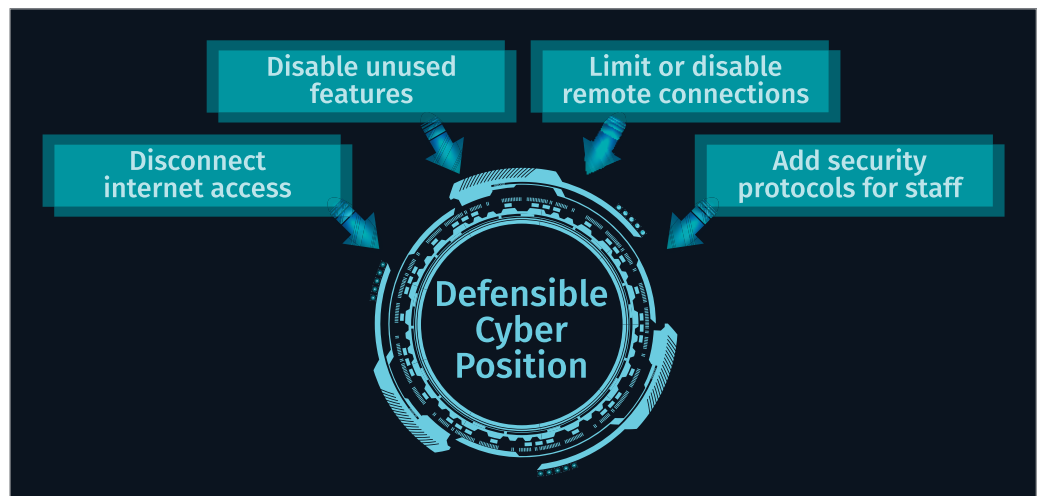 Disable unused
features
Limit or disable
remote connections
Disconnect
internet access
Add security
protocols for staff
Defensible
Cyber
Position